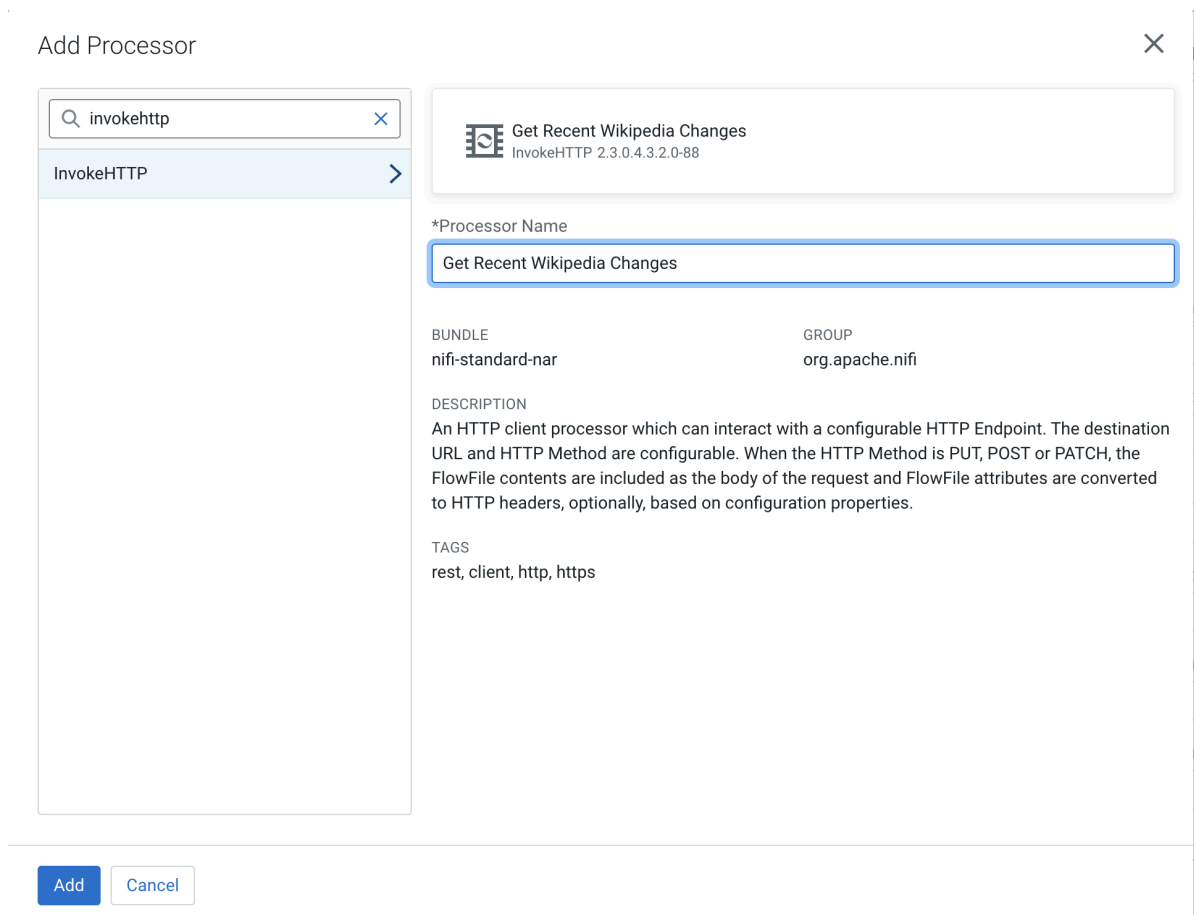 Add Processor
invokehttp
InvokeHTTP
Get Recent Wikipedia Changes
InvokeHTTP 2.3.0.4.3.2.0-88
*Processor Name
Get Recent Wikipedia Changes
BUNDLE
nifi-standard-nar
GROUP
org.apache.nifi
DESCRIPTION
An HTTP client processor which can interact with a configurable HTTP Endpoint. The destination
URL and HTTP Method are configurable. When the HTTP Method is PUT, POST or PATCH, the
FlowFile contents are included as the body of the request and FlowFile attributes are converted
to HTTP headers, optionally, based on configuration properties.
TAGS
rest, client, http, https
Add
Cancel